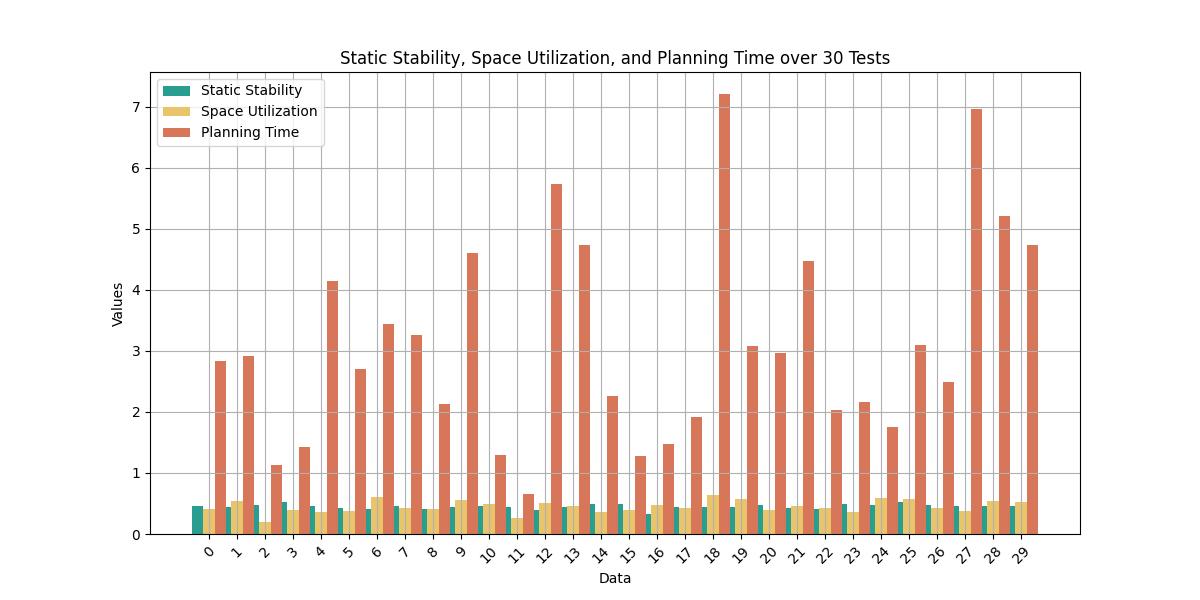 Static Stability, Space Utilization, and Planning Time over 30 Tests
Static Stability
Space Utilization
Planning Time
Values
7
6
5
4
3
2
1
0
0 1 2 3 4 5 6 7 8 9 10 11 12 13 14 15 16 17 18 19 20 21 22 23 24 25 26 27 28 29
Data